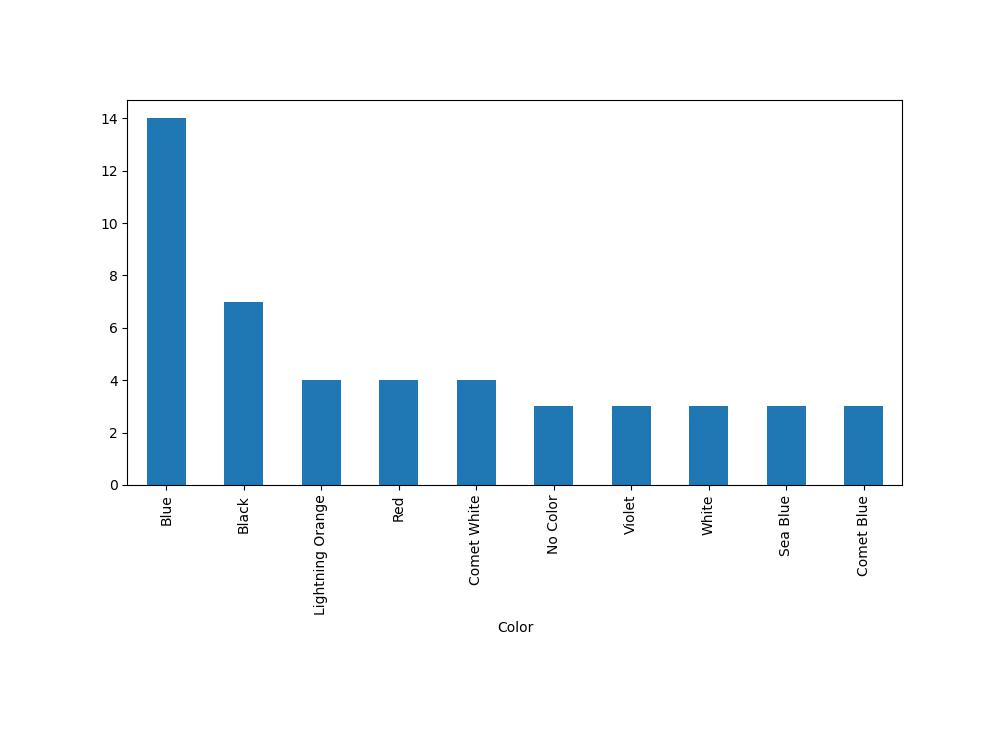 14
12
10
8
6
4
2
0
Blue
Black
Lightning Orange
Red
Comet White
No Color
Violet
White
Sea Blue
Comet Blue
Color